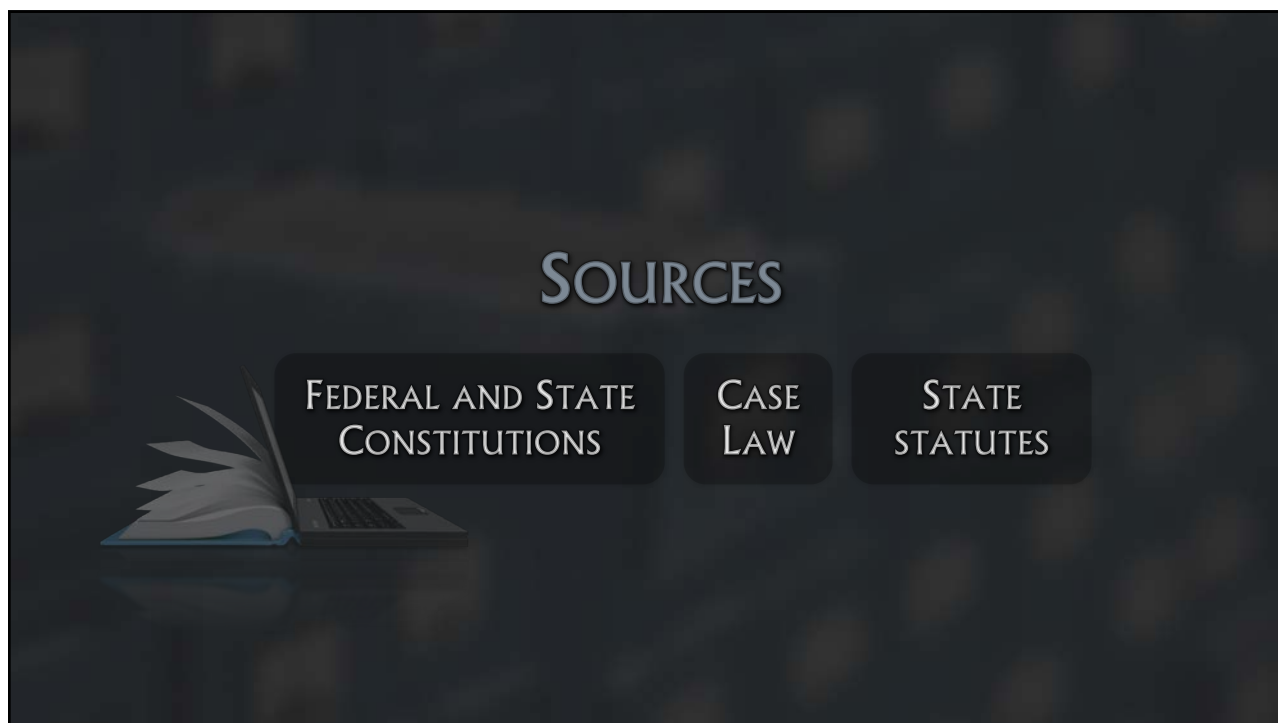 Sources
Federal and State
Constitutions
Case
Law
State
statutes